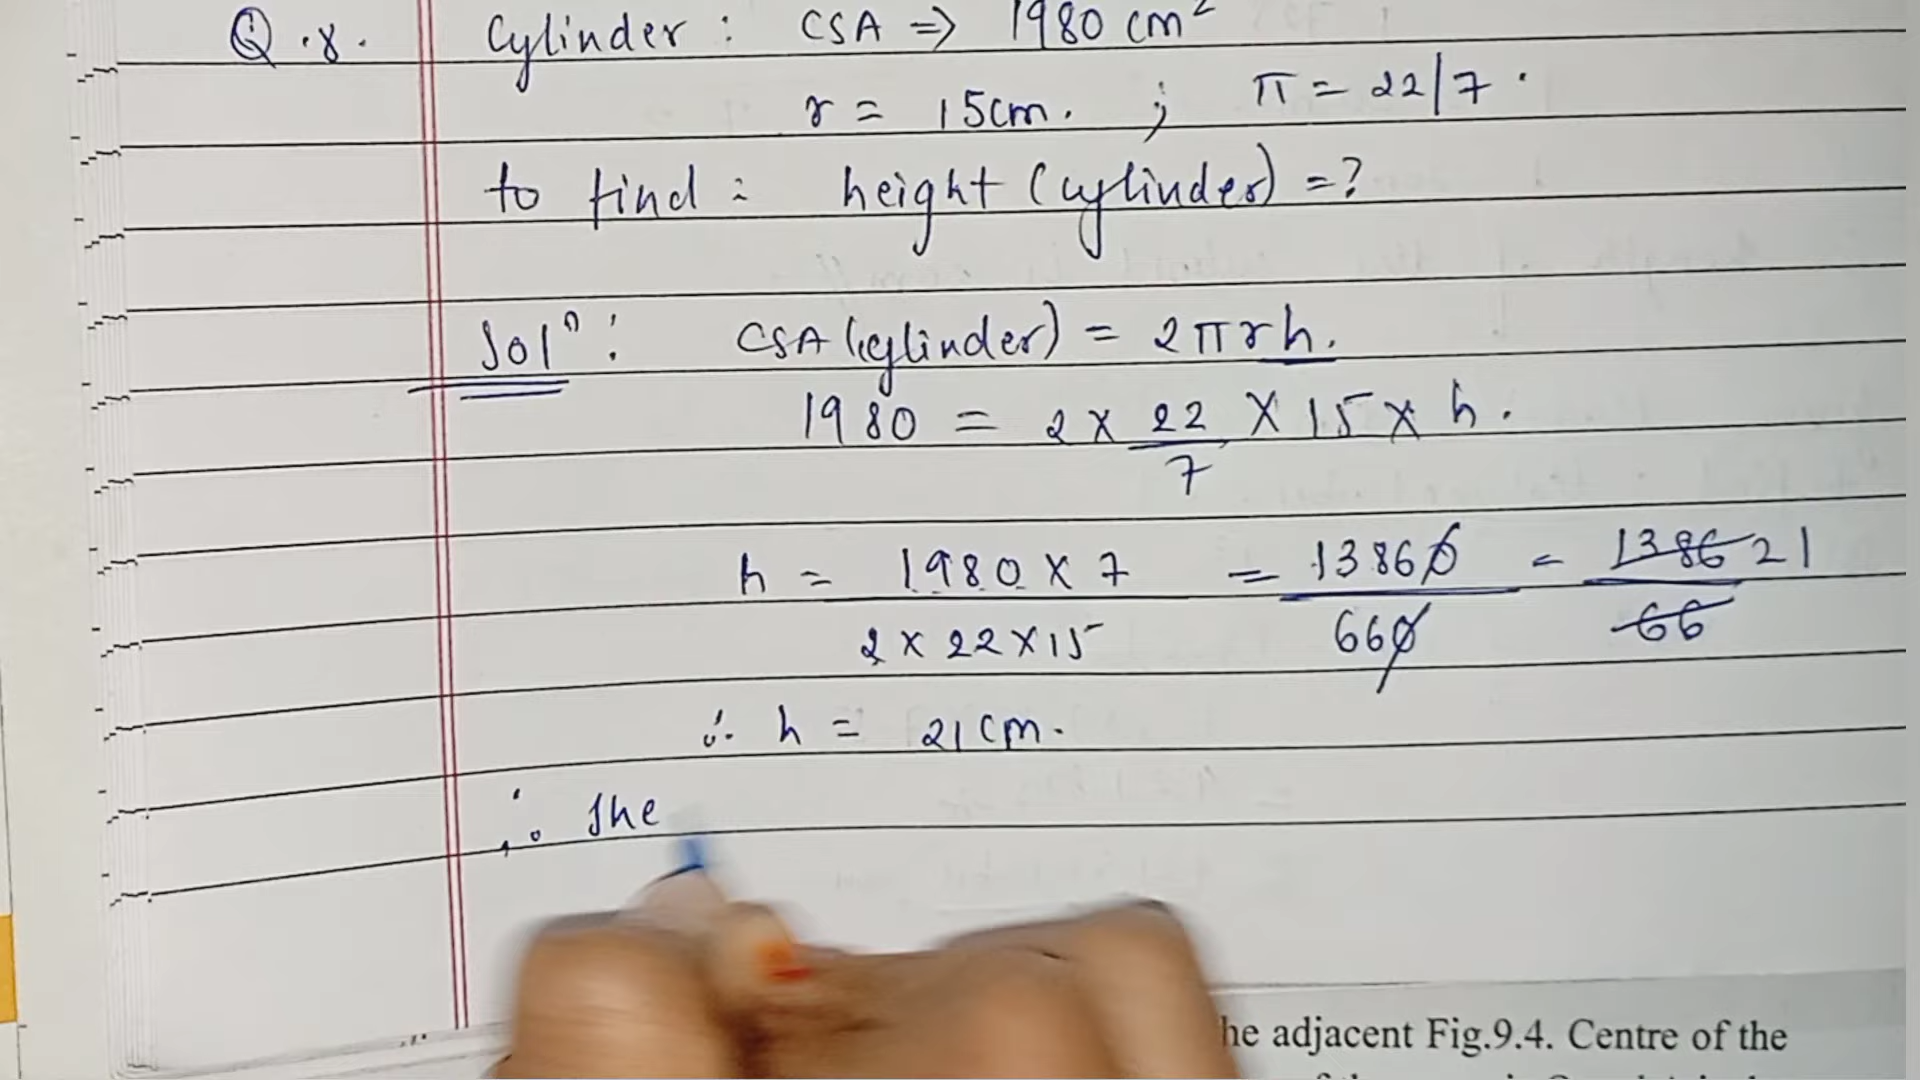 Q.8. Cylinder : CSA => 1980 cm²
r = 15cm. ; π = 22/7.
to find : height (cylinder) = ?
Solⁿ : CSA (cylinder) = 2πrh.
1980 = 2 × 22/7 × 15 × h.
h = 1980 × 7 / 2 × 22 × 15 = 13860 / 660 = 1386 / 66 21
∴ h = 21 cm.
∴ The
he adjacent Fig.9.4. Centre of the